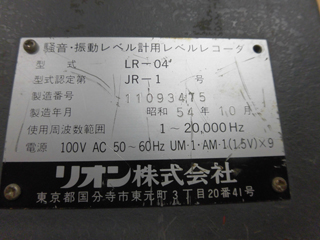 騒音・振動レベル計用レベルレコーダ
型式 LR-04
型式認定第 JR-1 号
製造番号 11093475
製造年月 昭和 54年 10月
使用周波数範囲 1~20,000Hz
電源 100V AC 50~60Hz UM-1・AM-1(1.5V)×9
リオン株式会社
東京都国分寺市東元町3丁目20番41号